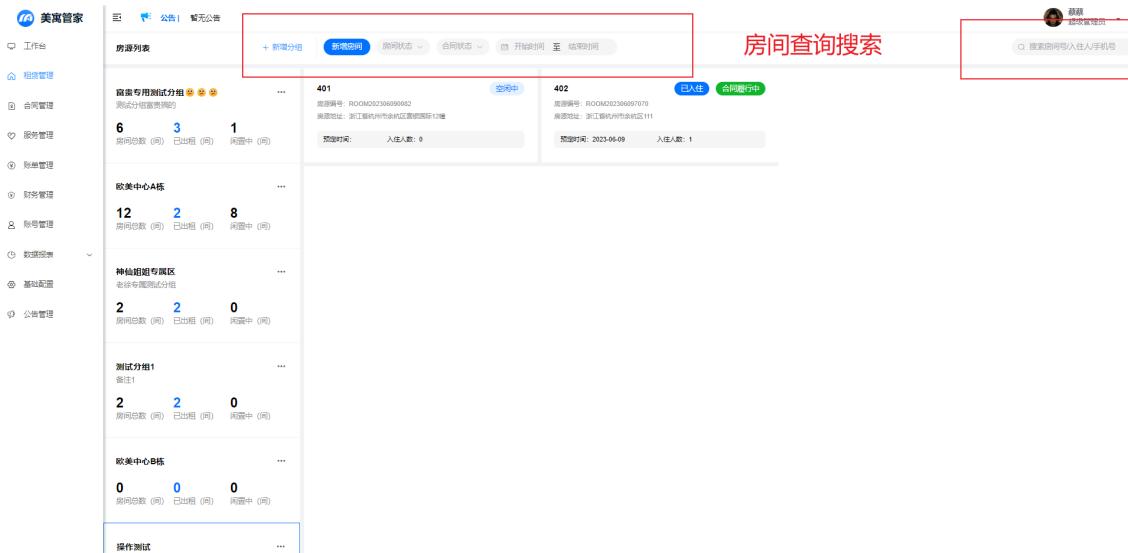 美寓管家
公告 | 暂无公告
蔡蔡
超级管理员
工作台
租赁管理
合同管理
服务管理
账单管理
财务管理
账号管理
数据报表
基础配置
公告管理
房源列表
+ 新增分组
新增房间
房间状态
合同状态
开始时间 至 结束时间
房间查询搜索
搜索房间号/入住人/手机号
富贵专用测试分组
测试分组富贵搞的
6 3 1
房间总数（间） 已出租（间） 闲置中（间）
欧美中心A栋
12 2 8
房间总数（间） 已出租（间） 闲置中（间）
神仙姐姐专属区
老徐专属测试分组
2 2 0
房间总数（间） 已出租（间） 闲置中（间）
测试分组1
备注1
2 2 0
房间总数（间） 已出租（间） 闲置中（间）
欧美中心B栋
0 0 0
房间总数（间） 已出租（间） 闲置中（间）
操作测试
401 空闲中
房源编号：ROOM202306090082
房源地址：浙江省杭州市余杭区富银国际12幢
预定时间： 入住人数：0
402 已入住 合同履行中
房源编号：ROOM202306097070
房源地址：浙江省杭州市余杭区111
预定时间：2023-06-09 入住人数：1